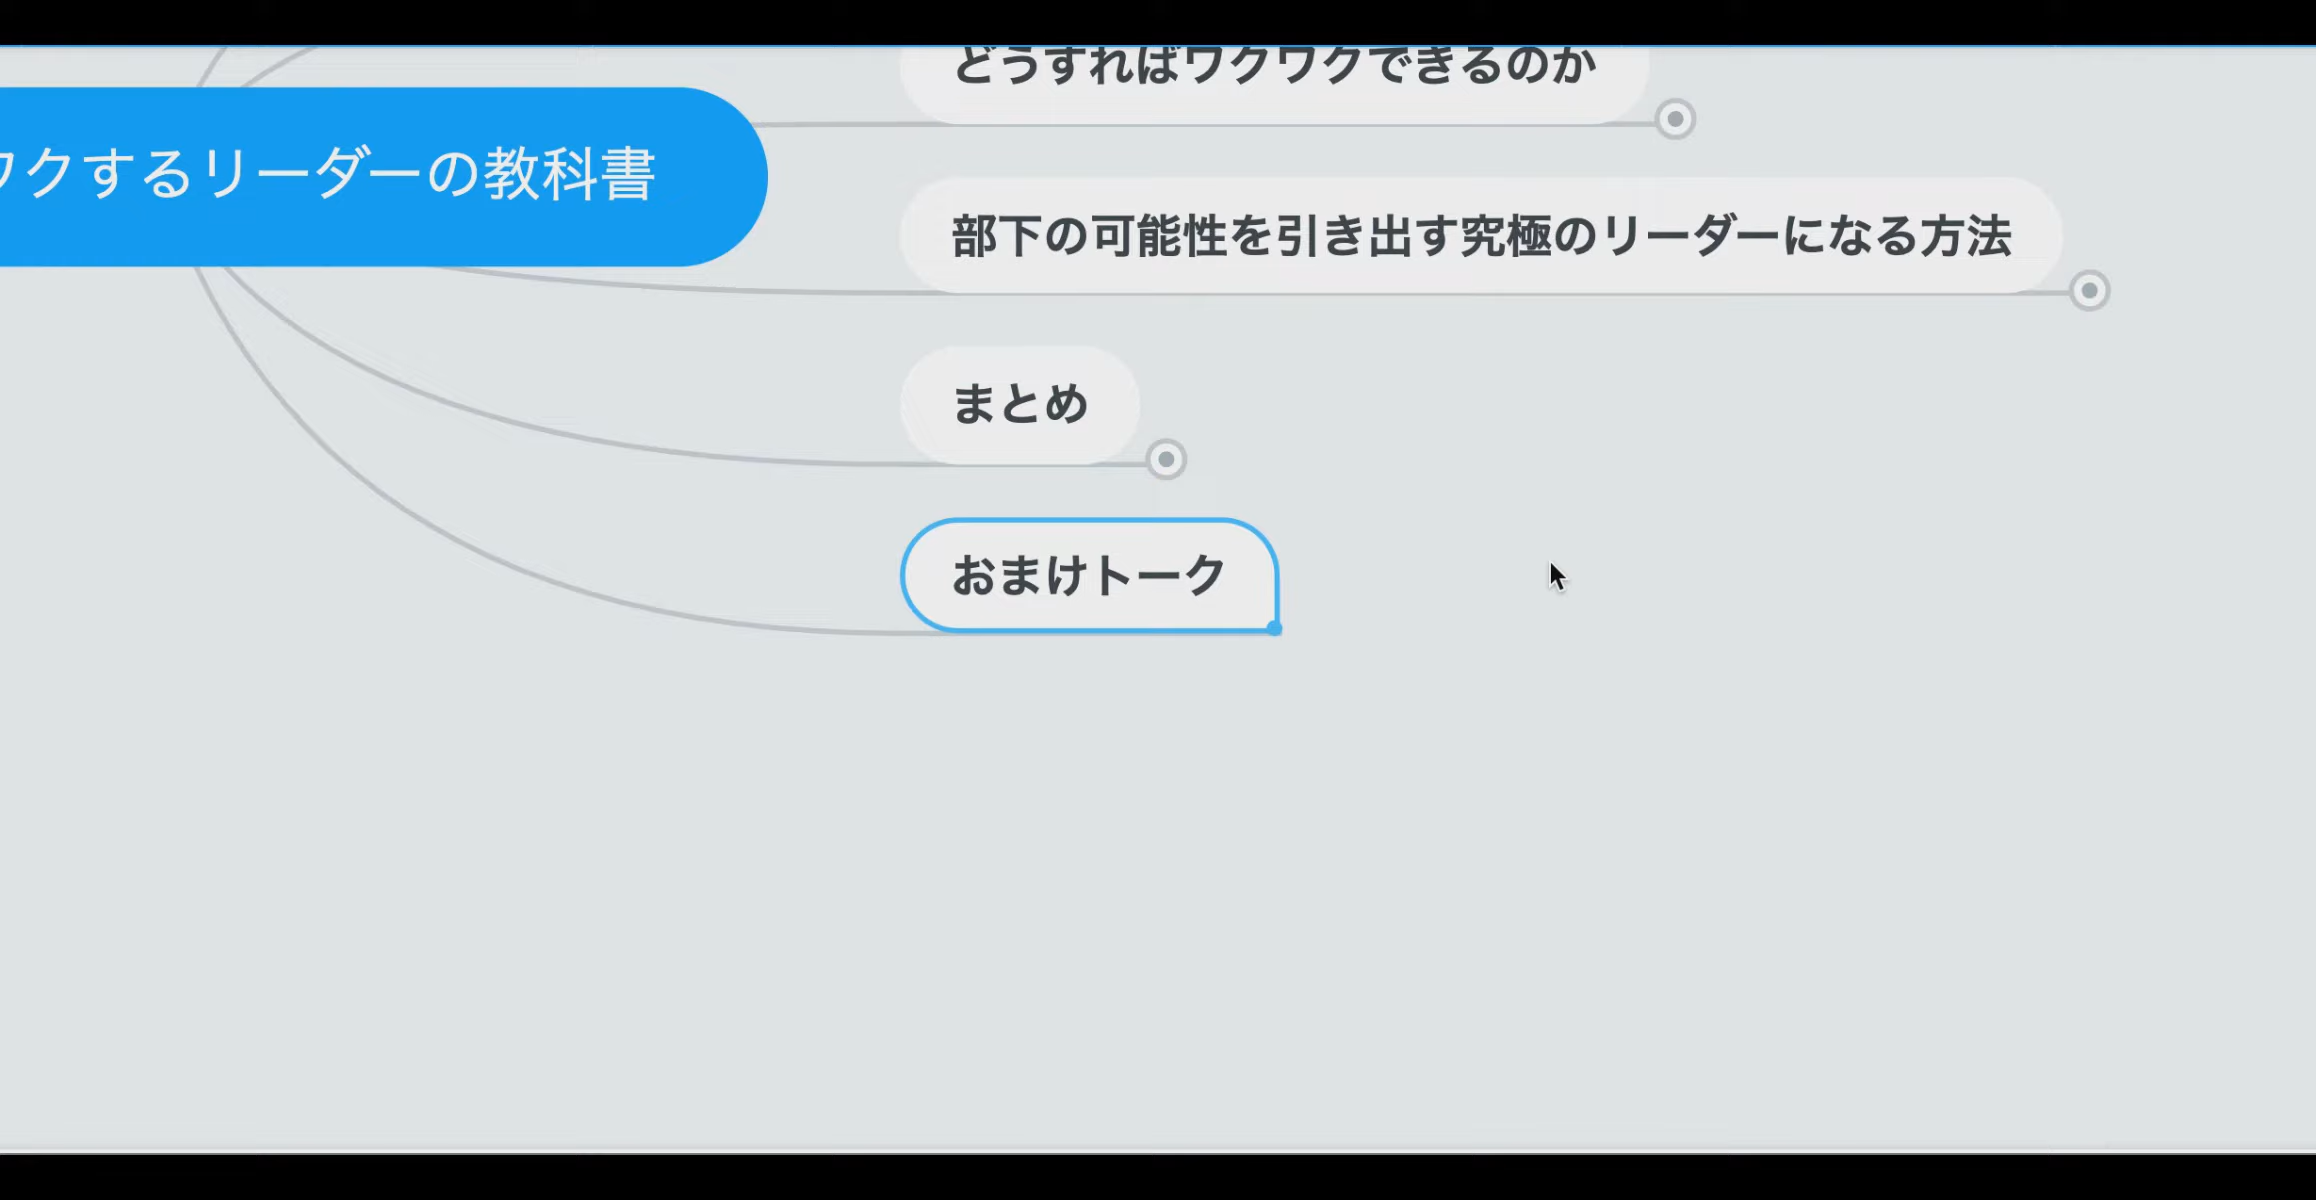 どうすればワクワクできるのか
クするリーダーの教科書
部下の可能性を引き出す究極のリーダーになる方法
まとめ
おまけトーク